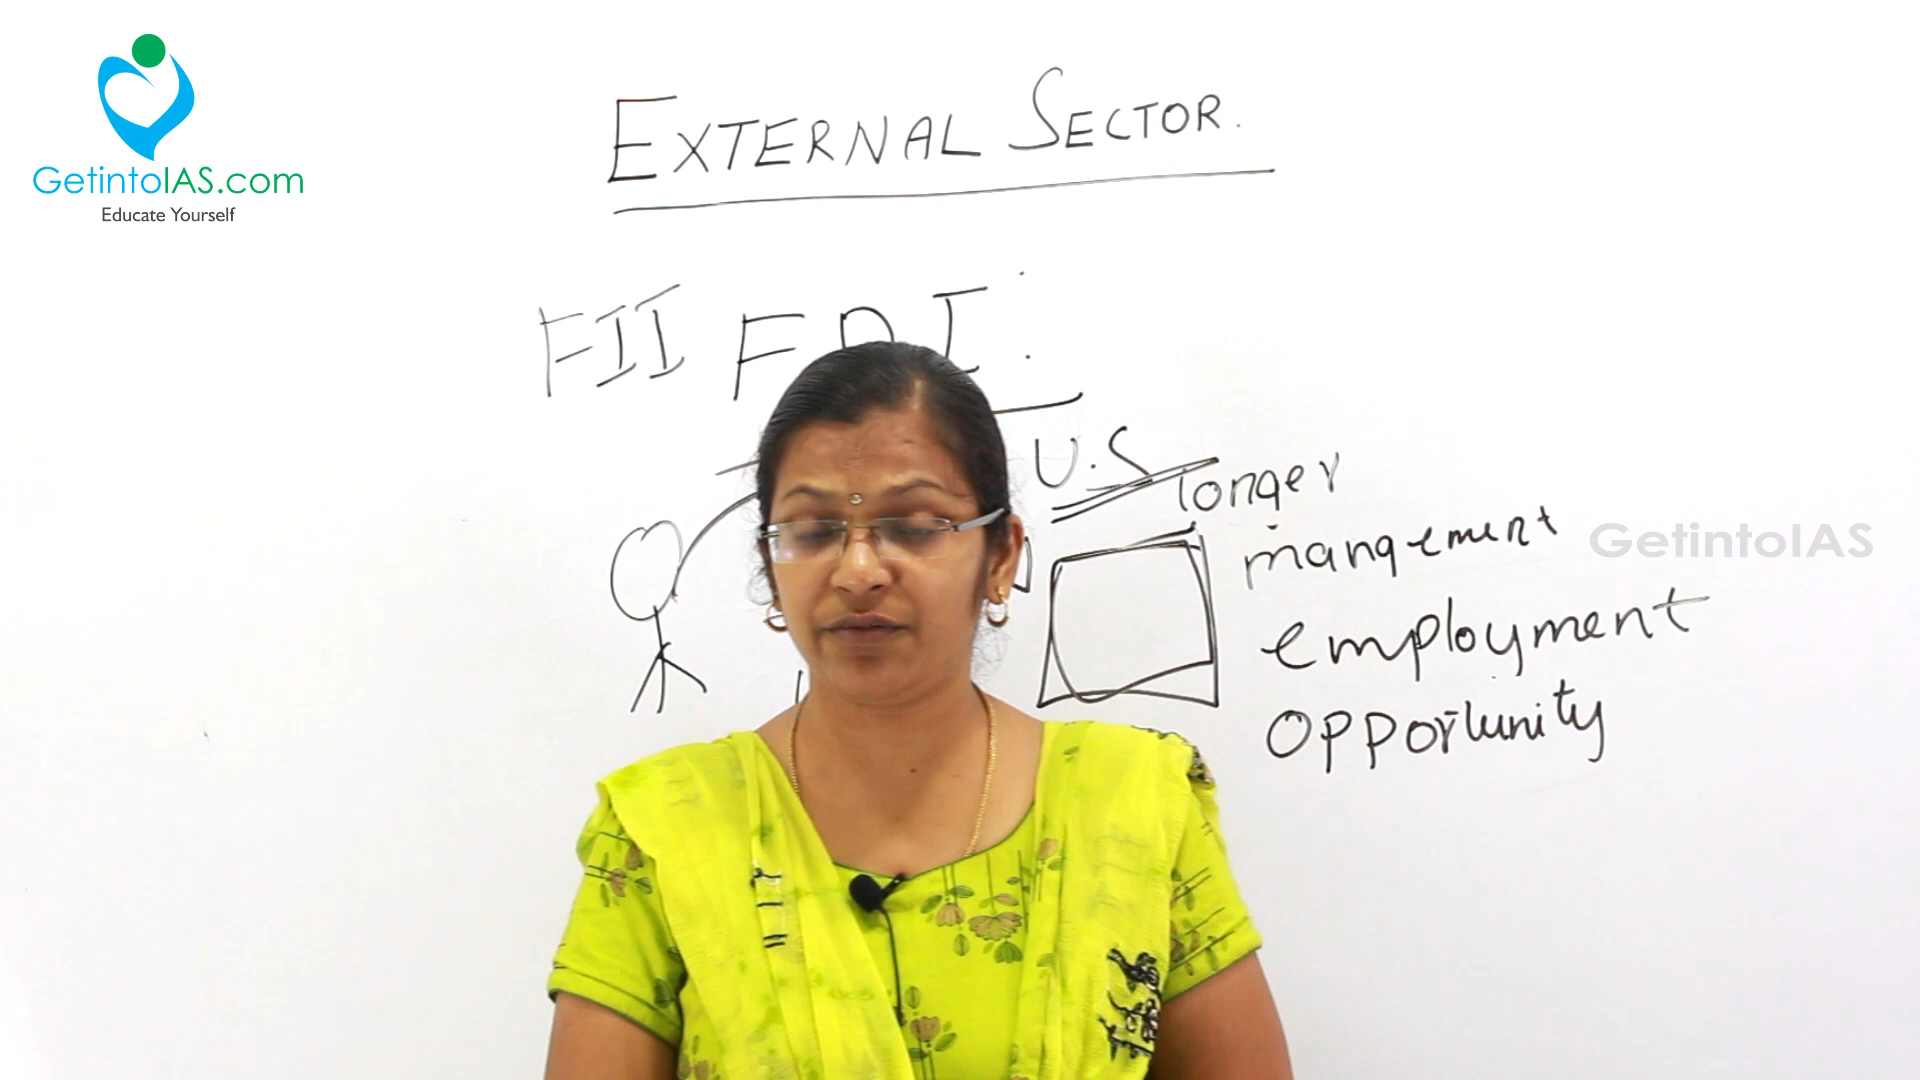 GetintoIAS.com
Educate Yourself
EXTERNAL SECTOR.
FII FDI
U.S
longer
mangement
GetintoIAS
employment
opportunity